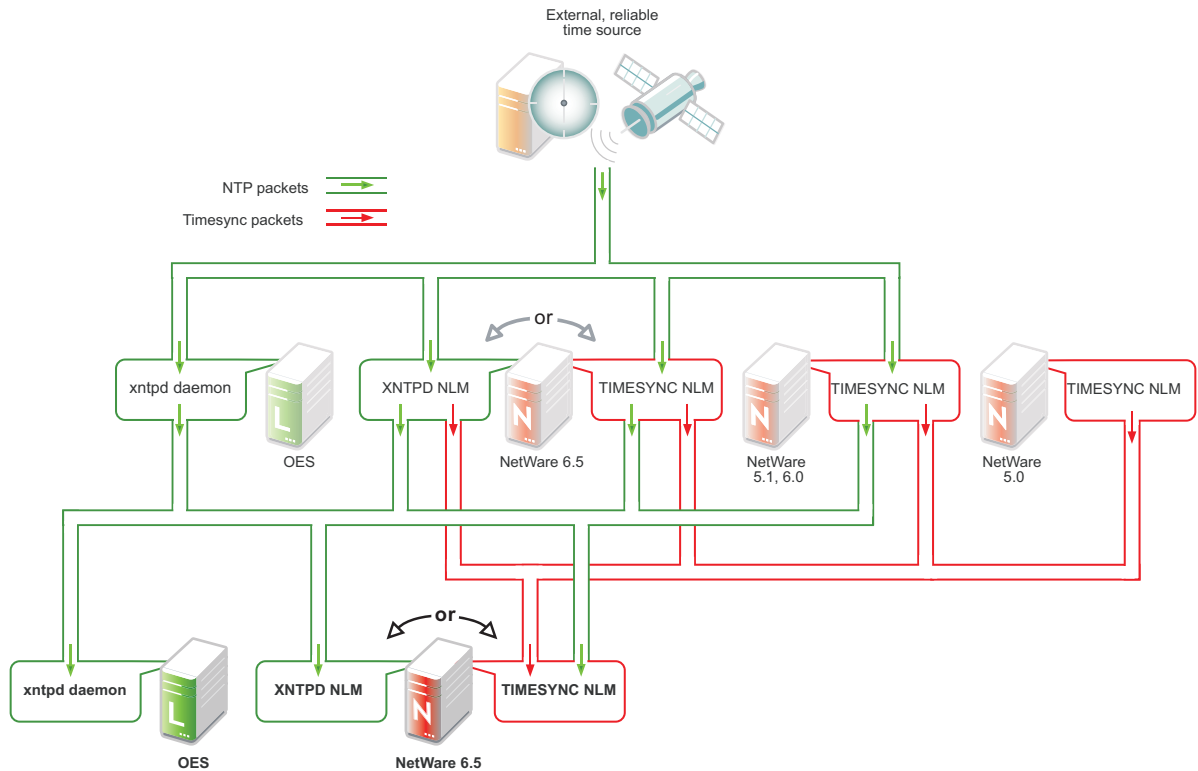 External, reliable
time source
NTP packets
Timesync packets
or
xntpd daemon
XNTPD NLM
TIMESYNC NLM
TIMESYNC NLM
TIMESYNC NLM
L
N
N
N
OES
NetWare 6.5
NetWare
5.1, 6.0
NetWare
5.0
or
xntpd daemon
XNTPD NLM
TIMESYNC NLM
L
N
OES
NetWare 6.5